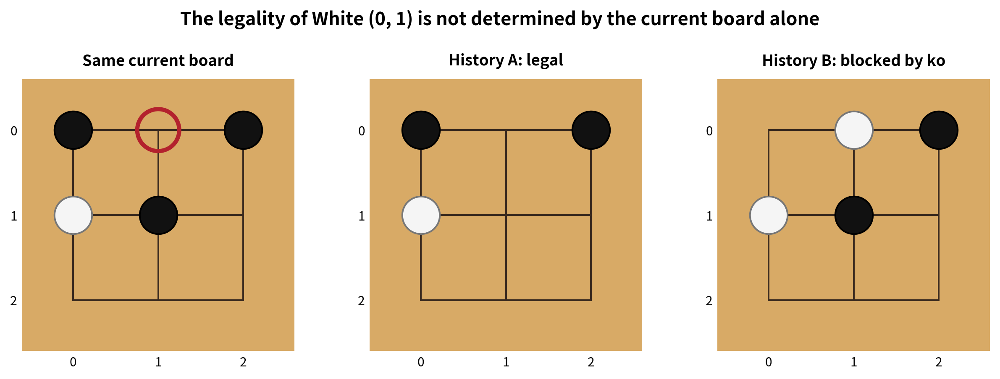 The legality of White (0, 1) is not determined by the current board alone
Same current board
History A: legal
History B: blocked by ko
0
0
0
1
1
1
2
2
2
0 1 2
0 1 2
0 1 2